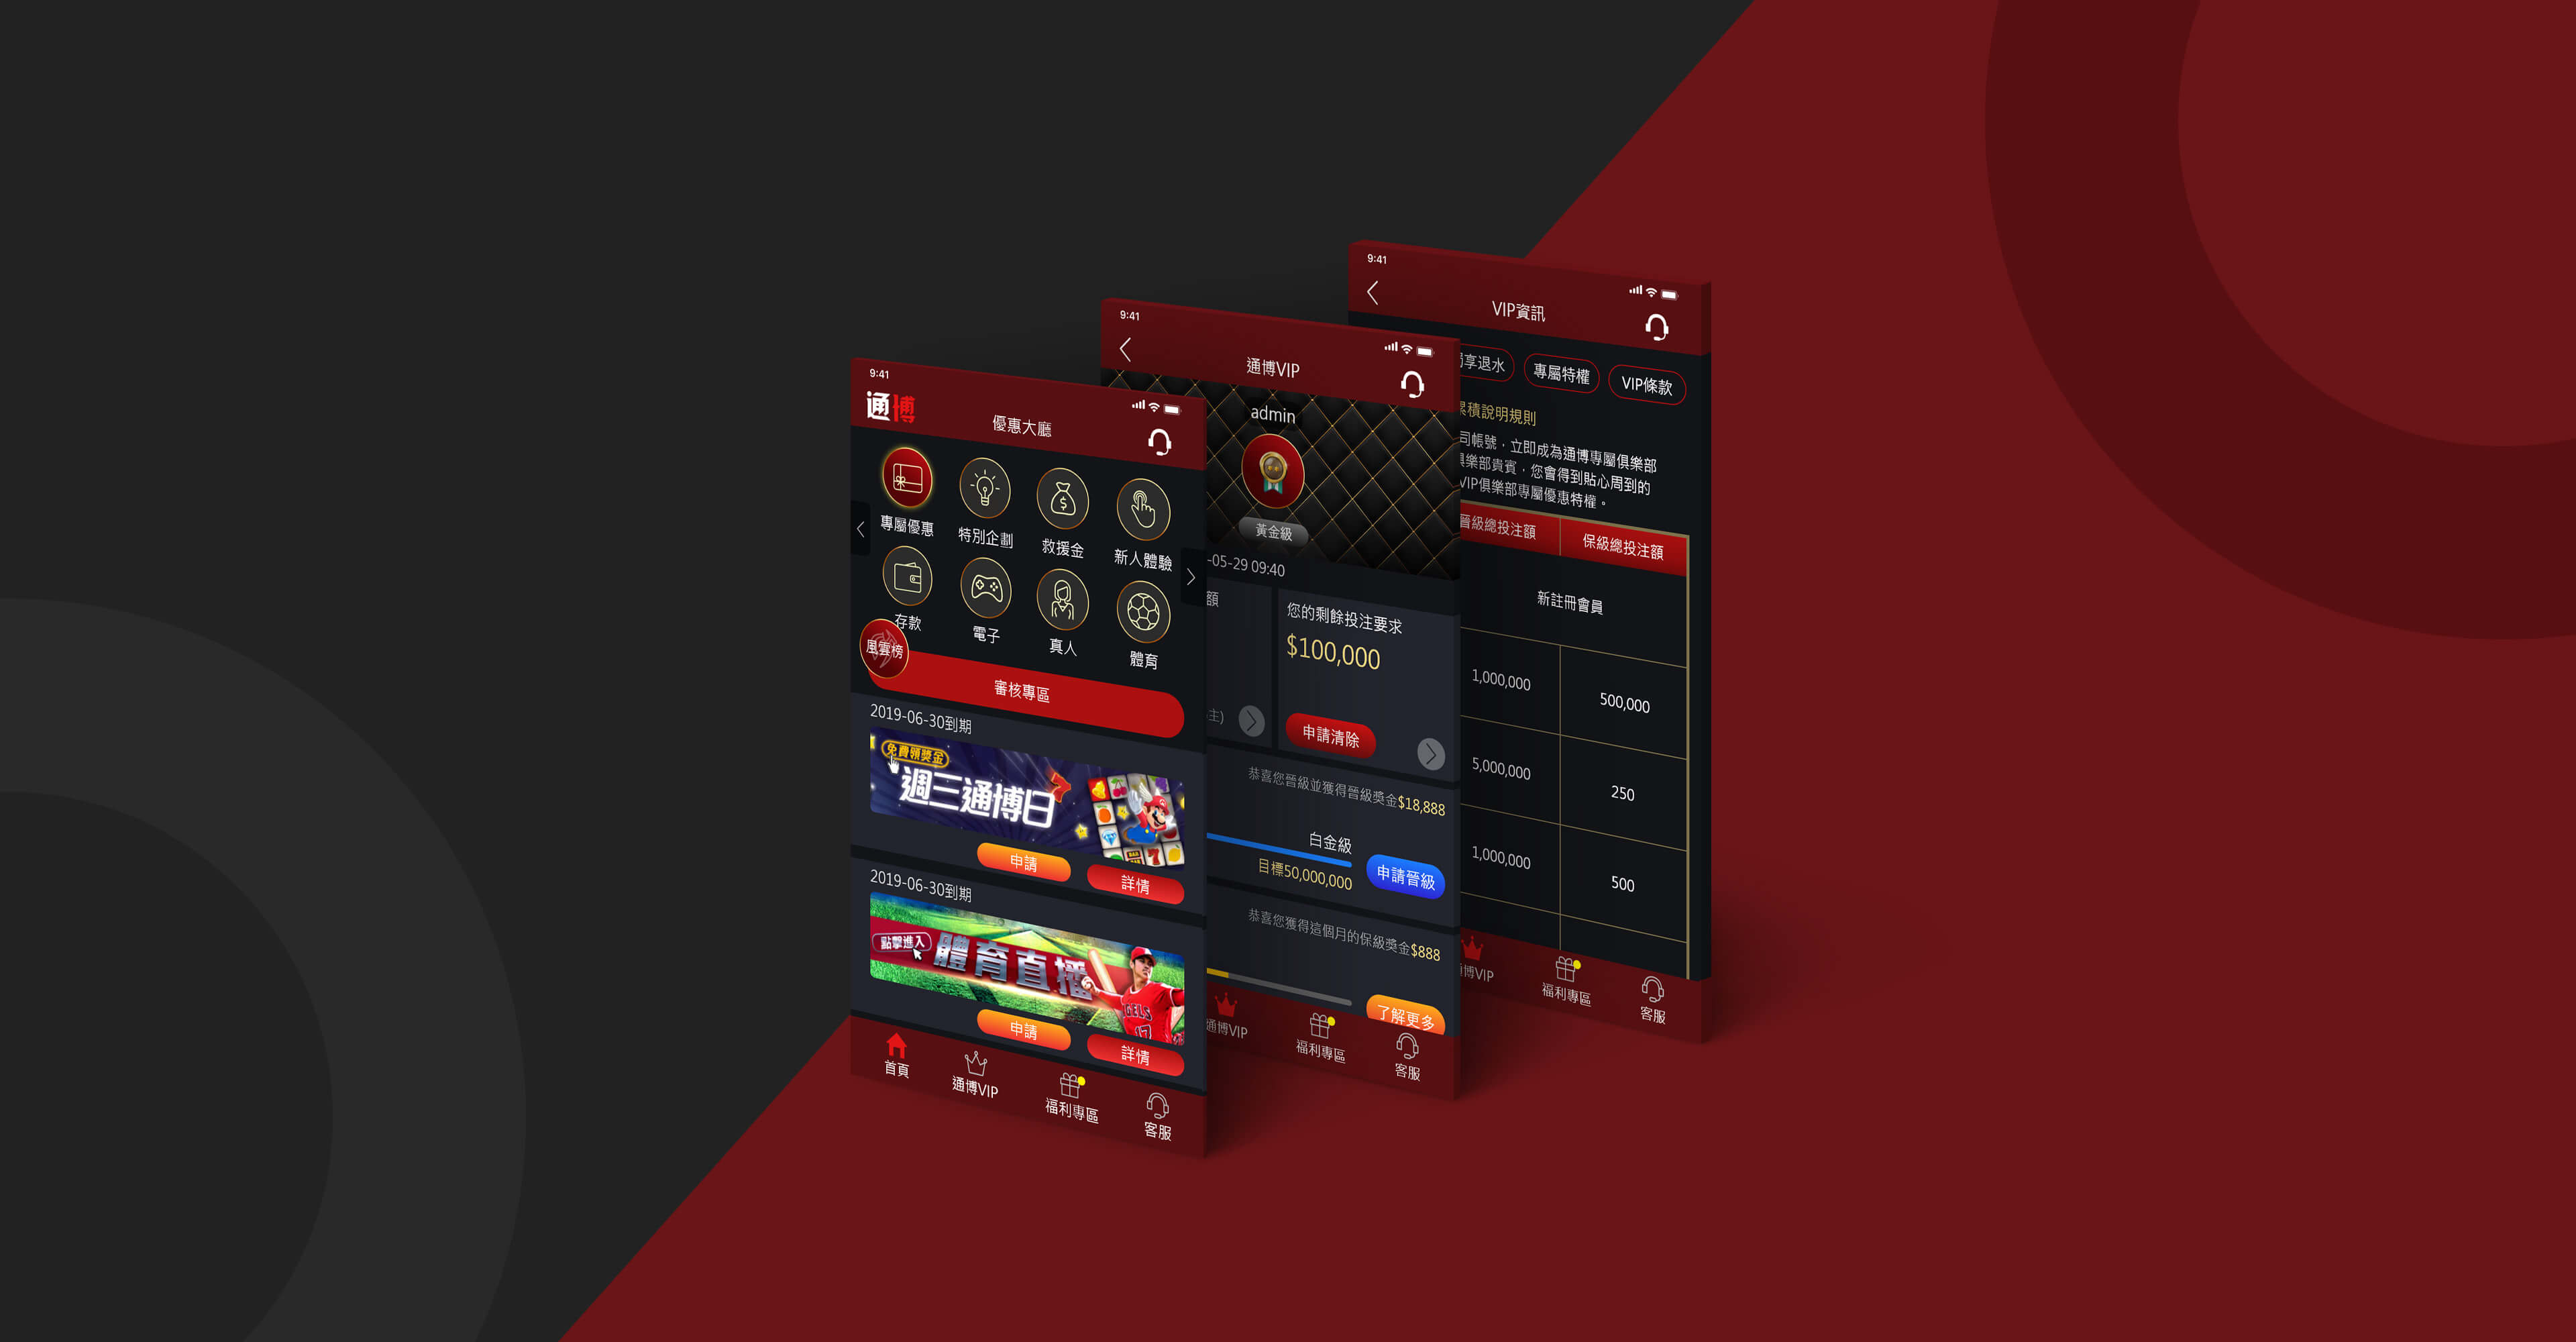 9:41
通博
優惠大廳
專屬優惠
特別企劃
救援金
新人體驗
存款
電子
真人
體育
風雲榜
審核專區
2019-06-30到期
免費領獎金
週三通博日
申請
詳情
2019-06-30到期
點擊進入
體育直播
申請
詳情
首頁
通博VIP
福利專區
客服
9:41
通博VIP
admin
黃金級
-05-29 09:40
額
您的剩餘投注要求
$100,000
主)
申請清除
恭喜您晉級並獲得晉級獎金$18,888
白金級
目標50,000,000
申請晉級
恭喜您獲得這個月的保級獎金$888
了解更多
通博VIP
福利專區
客服
9:41
VIP資訊
享退水
專屬特權
VIP條款
累積說明規則
司帳號，立即成為通博專屬俱樂部
俱樂部貴賓，您會得到貼心周到的
VIP俱樂部專屬優惠特權。
晉級總投注額
保級總投注額
新註冊會員
1,000,000
500,000
5,000,000
250
1,000,000
500
博VIP
福利專區
客服